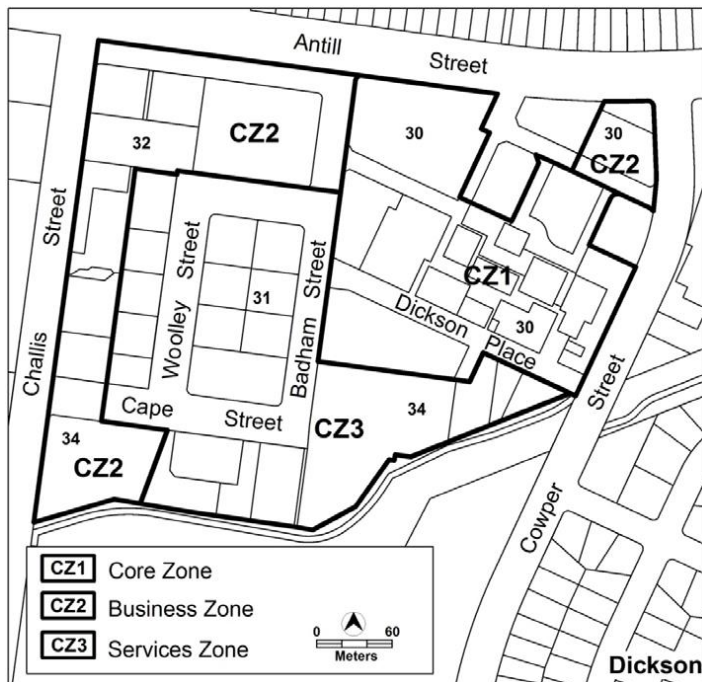 Antill Street
30
30
CZ2
32
CZ2
Challis Street
Woolley Street
31
Badham Street
CZ1
Dickson Place
30
Cape Street
34
CZ3
34
CZ2
Cowper Street
CZ1 Core Zone
CZ2 Business Zone
CZ3 Services Zone
0 60
Meters
Dickson